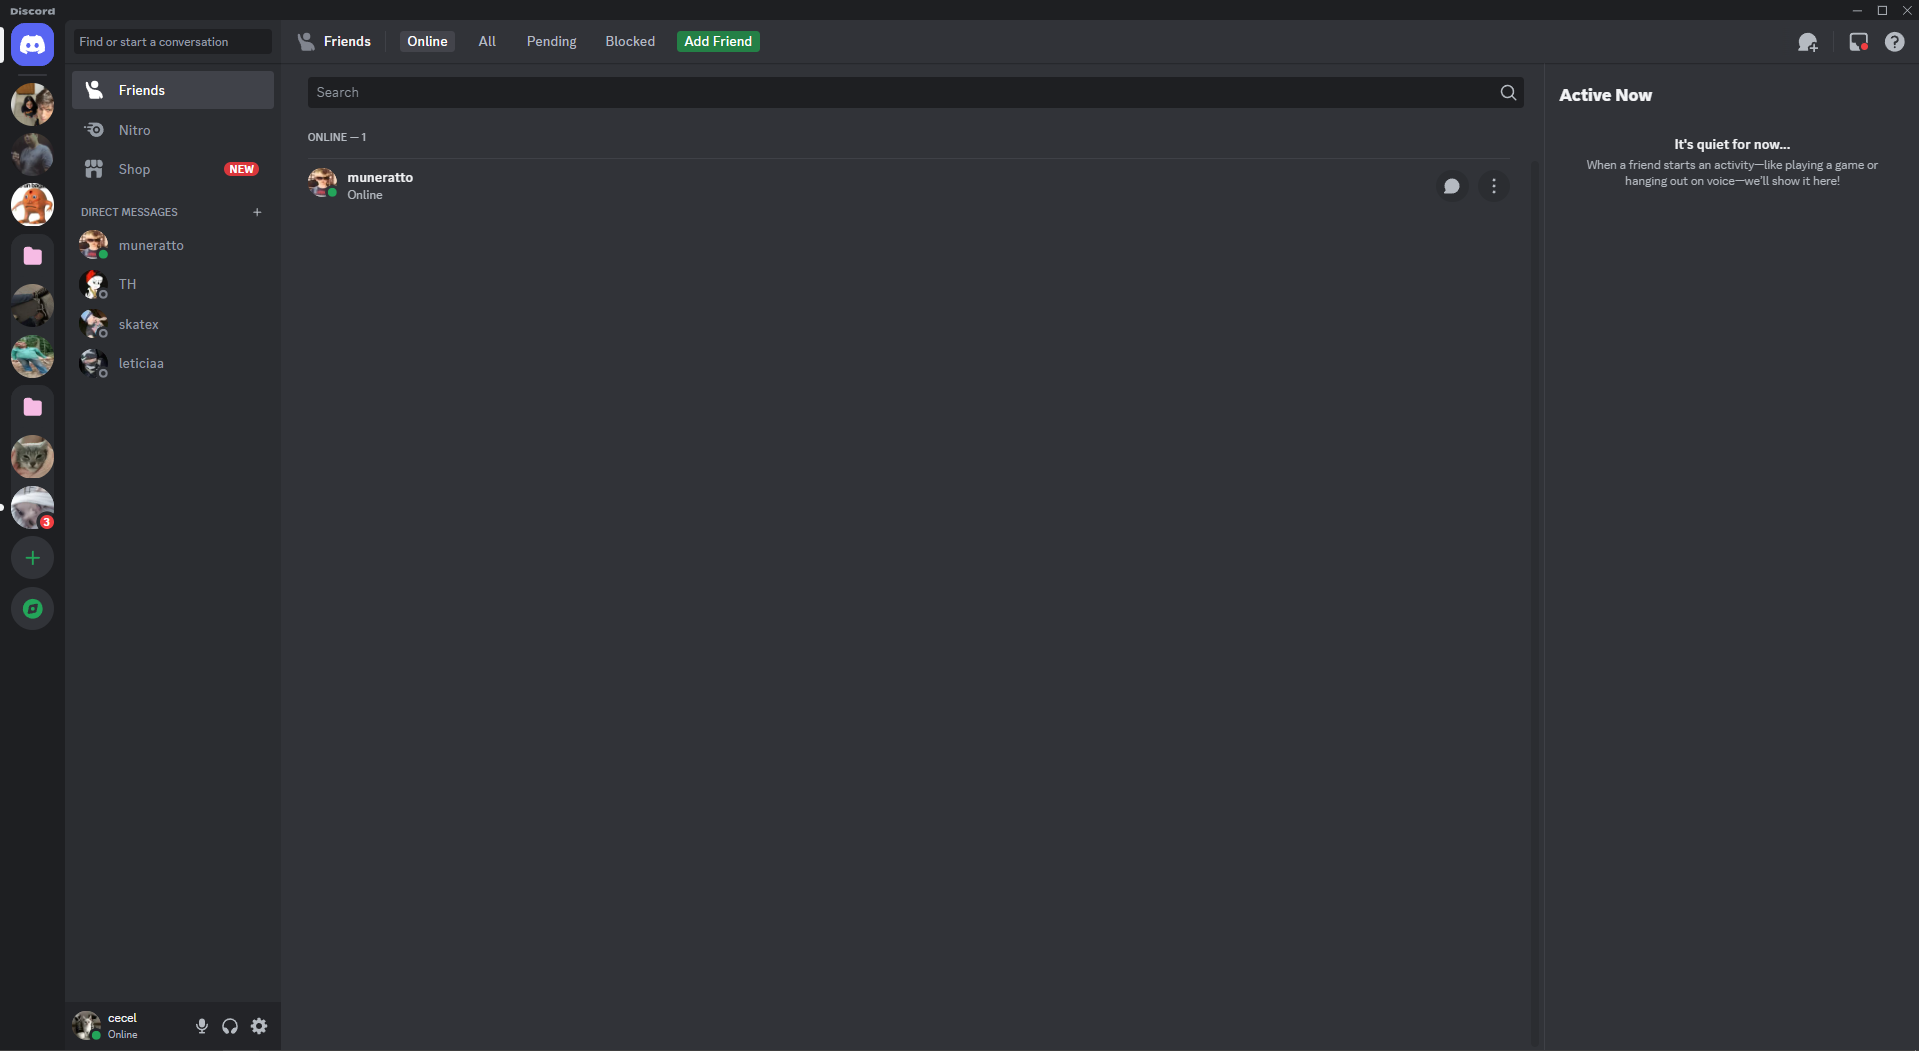 Discord
Find or start a conversation
Friends
Online
All
Pending
Blocked
Add Friend
Friends
Nitro
Shop
NEW
DIRECT MESSAGES
muneratto
TH
skatex
leticiaa
3
cecel
Online
Search
ONLINE — 1
muneratto
Online
Active Now
It's quiet for now...
When a friend starts an activity—like playing a game or
hanging out on voice—we'll show it here!